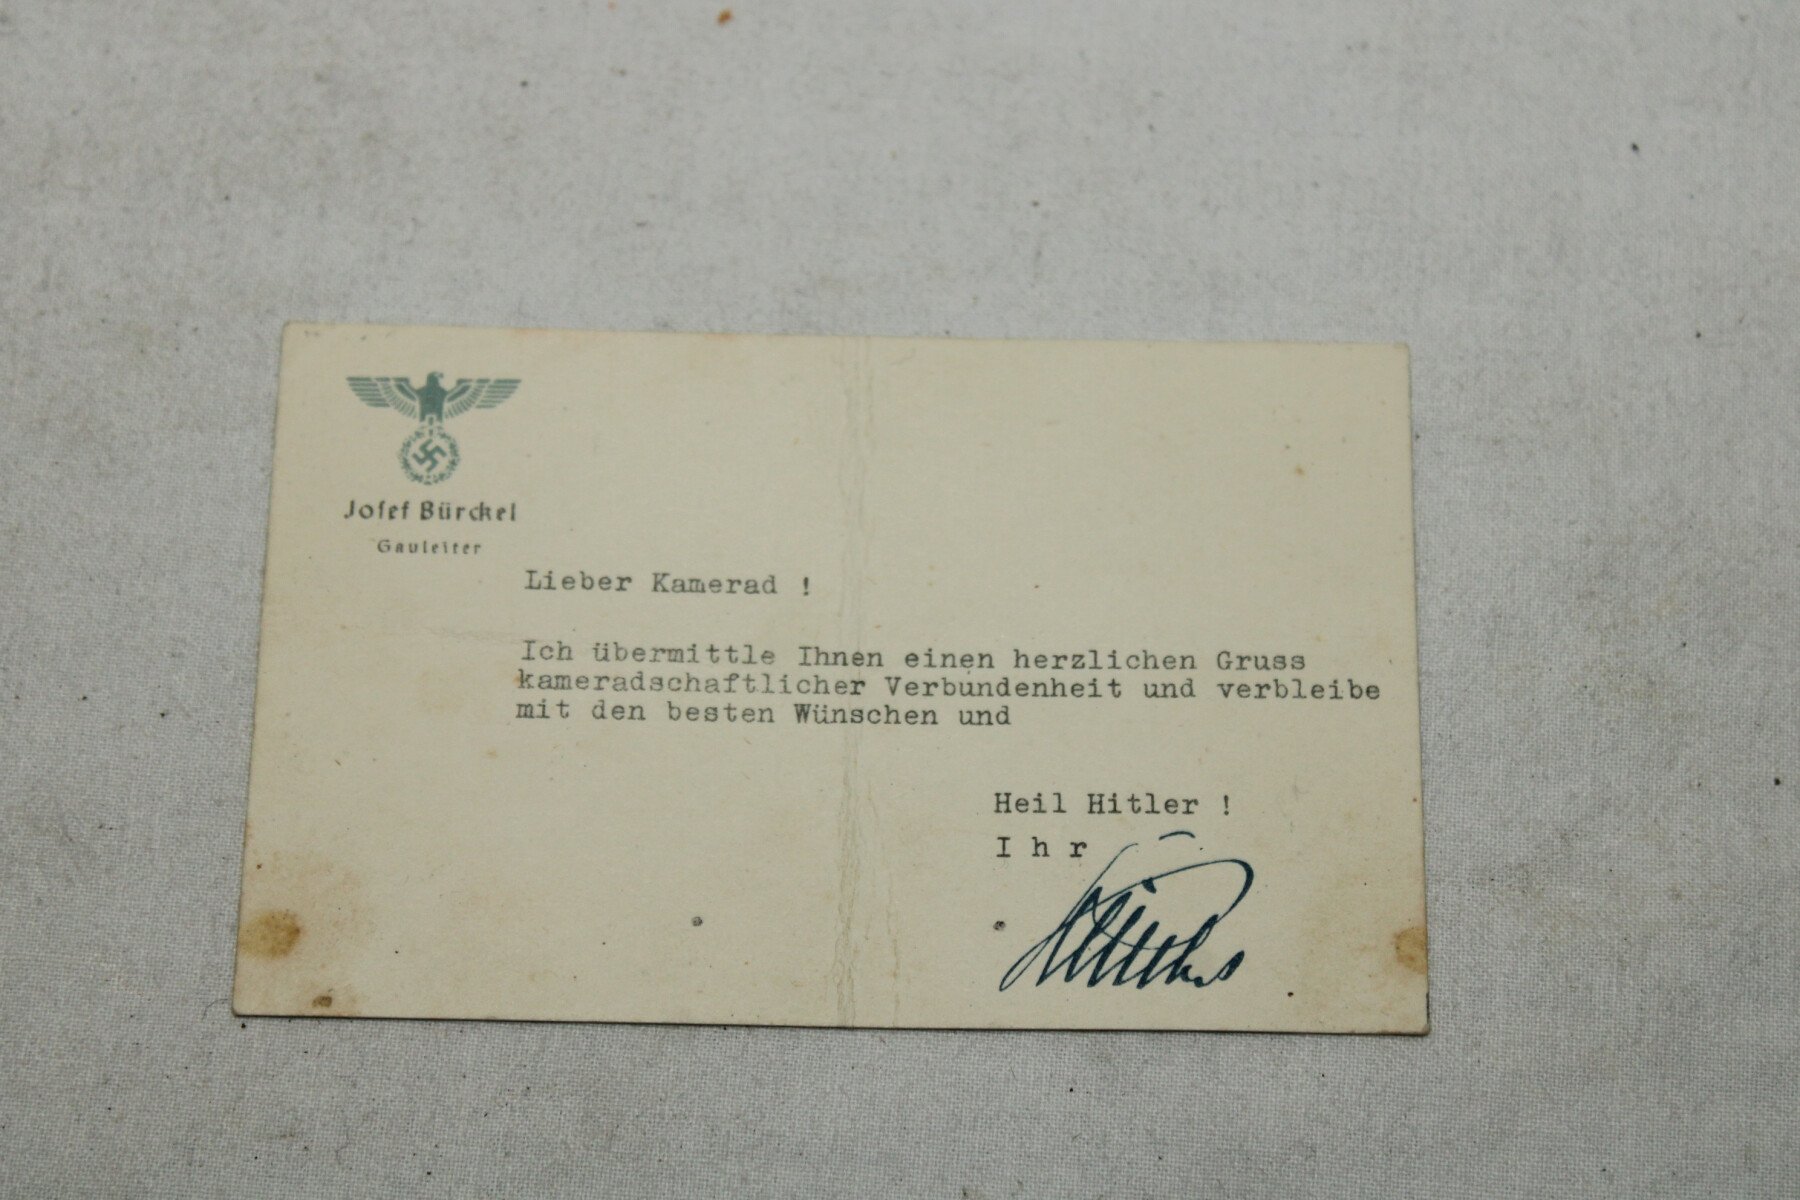 Josef Bürckel
Gauleiter
Lieber Kamerad !
Ich übermittle Ihnen einen herzlichen Gruss
kameradschaftlicher Verbundenheit und verbleibe
mit den besten Wünschen und
Heil Hitler !
I h r